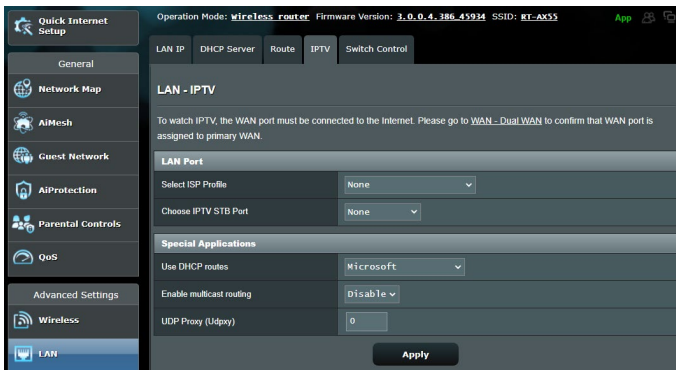 Quick Internet
Setup
Operation Mode: Wireless router Firmware Version: 3.0.0.4.386_45934 SSID: RT-AX55
App
LAN IP DHCP Server Route IPTV Switch Control
General
Network Map
AiMesh
Guest Network
AiProtection
Parental Controls
QoS
Advanced Settings
Wireless
LAN
LAN - IPTV
To watch IPTV, the WAN port must be connected to the Internet. Please go to WAN - Dual WAN to confirm that WAN port is
assigned to primary WAN.
LAN Port
Select ISP Profile None
Choose IPTV STB Port None
Special Applications
Use DHCP routes Microsoft
Enable multicast routing Disable
UDP Proxy (Udpxy) 0
Apply